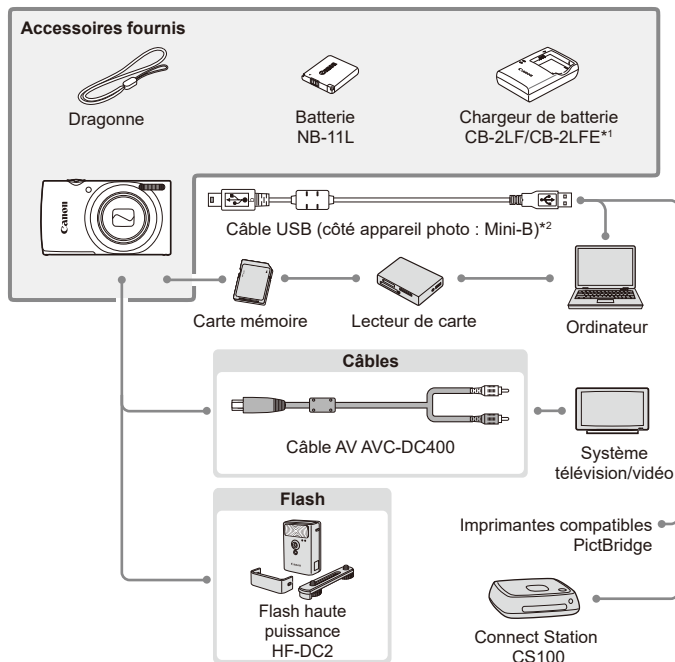 Accessoires fournis
Dragonne
Batterie
NB-11L
Chargeur de batterie
CB-2LF/CB-2LFE*1
Canon
Câble USB (côté appareil photo : Mini-B)*2
Carte mémoire
Lecteur de carte
Ordinateur
Câbles
Câble AV AVC-DC400
Système
télévision/vidéo
Flash
Flash haute
puissance
HF-DC2
Imprimantes compatibles
PictBridge
Connect Station
CS100